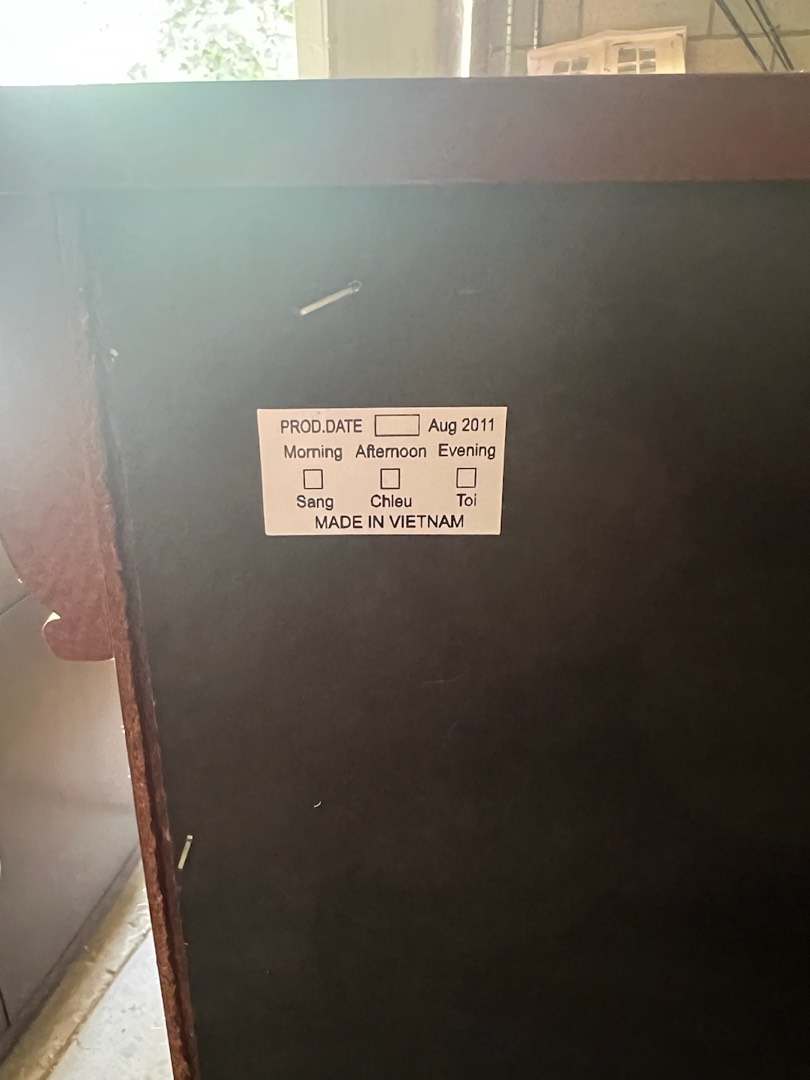 PROD.DATE Aug 2011
Morning Afternoon Evening
Sang Chieu Toi
MADE IN VIETNAM